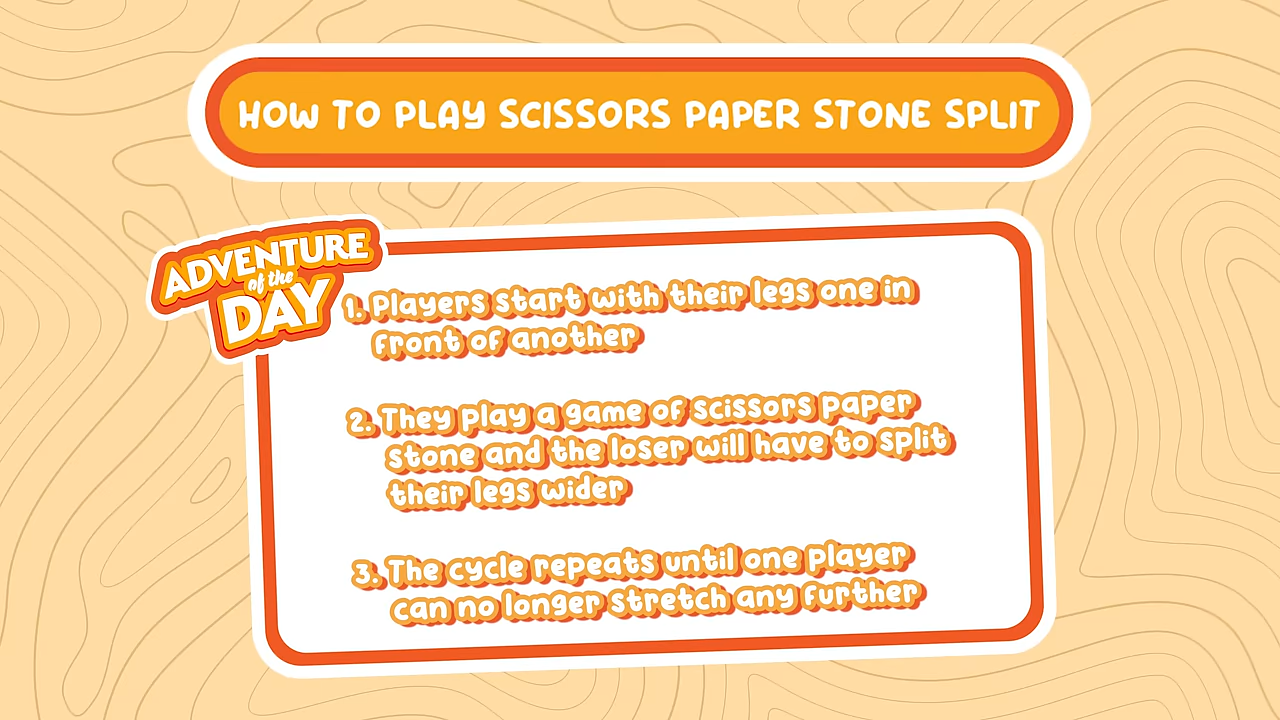 HOW TO PLAY SCISSORS PAPER STONE SPLIT
ADVENTURE
of the
DAY
1. Players start with their legs one in
front of another
2. They play a game of scissors paper
stone and the loser will have to split
their legs wider
3. The cycle repeats until one player
can no longer stretch any further